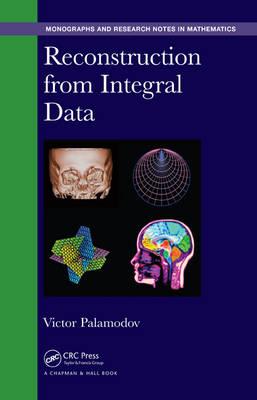 MONOGRAPHS AND RESEARCH NOTES IN MATHEMATICS
Reconstruction
from Integral
Data
Victor Palamodov
CRC Press
Taylor & Francis Group
A CHAPMAN & HALL BOOK